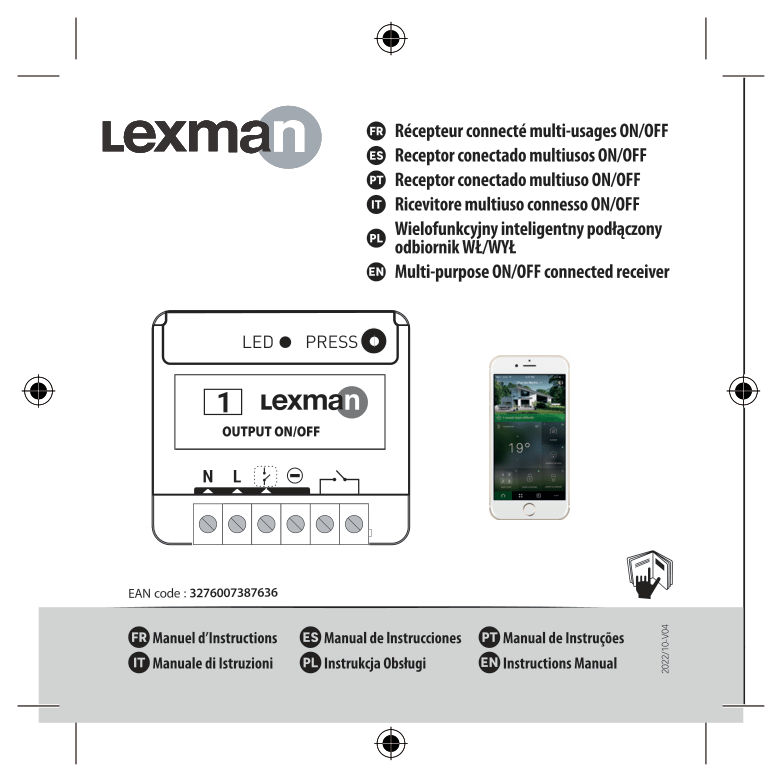 Lexman
FR Récepteur connecté multi-usages ON/OFF
ES Receptor conectado multiusos ON/OFF
PT Receptor conectado multiuso ON/OFF
IT Ricevitore multiuso connesso ON/OFF
PL Wielofunkcyjny inteligentny podłączony
odbiornik WŁ/WYŁ
EN Multi-purpose ON/OFF connected receiver
LED PRESS
1 Lexman
OUTPUT ON/OFF
N L
19°
EAN code : 3276007387636
FR Manuel d’Instructions ES Manual de Instrucciones PT Manual de Instruções
IT Manuale di Istruzioni PL Instrukcja Obsługi EN Instructions Manual
2022/10-V04